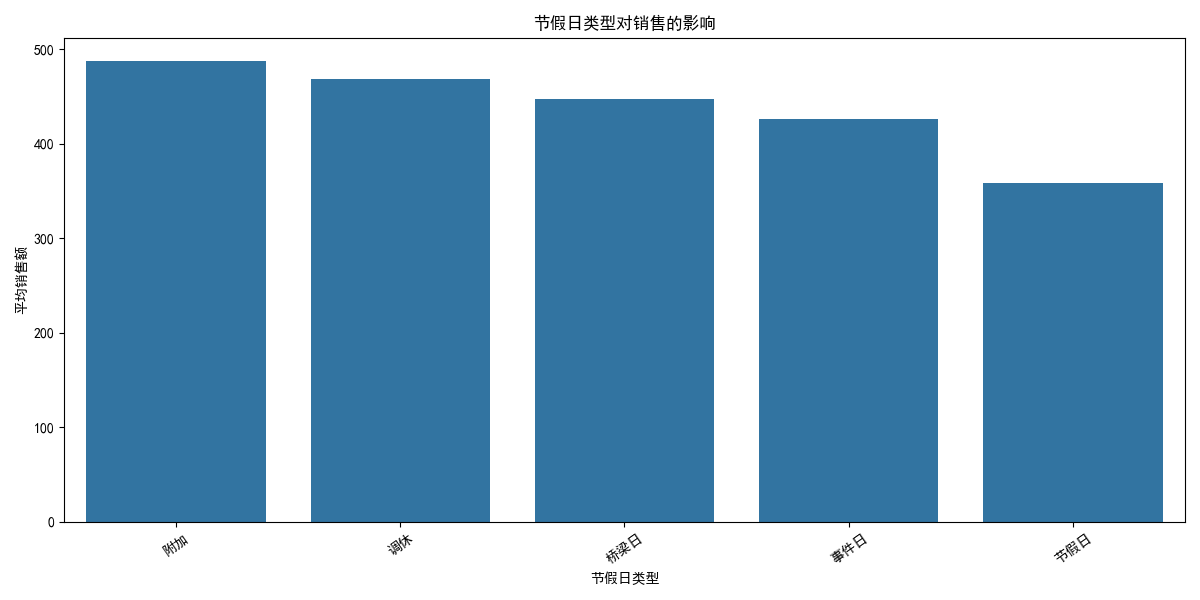 节假日类型对销售的影响
平均销售额
500
400
300
200
100
0
附加
调休
桥梁日
事件日
节假日
节假日类型